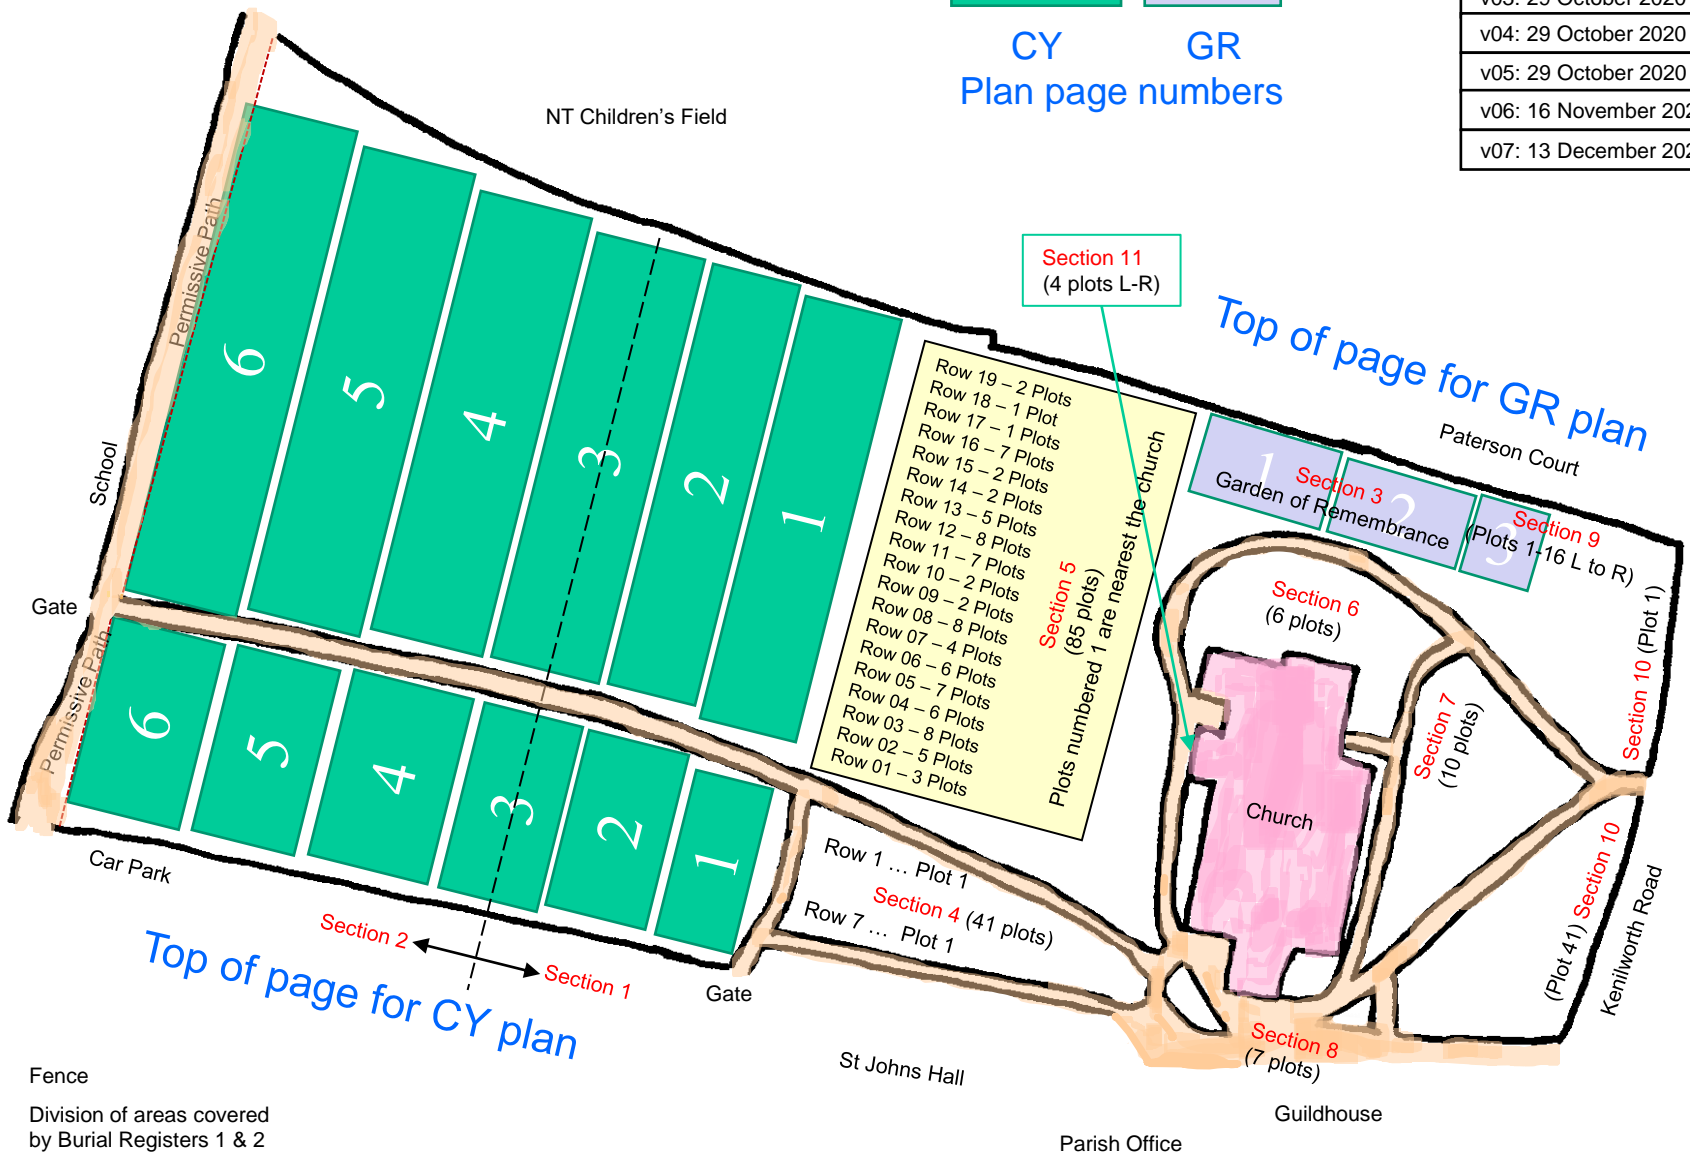 CY GR
Plan page numbers
v03: 29 October 2020
v04: 29 October 2020
v05: 29 October 2020
v06: 16 November 202
v07: 13 December 202
NT Children's Field
Section 11
(4 plots L-R)
Top of page for GR plan
Paterson Court
Permissive Path
School
Gate
Permissive Path
6
5
4
3
2
1
6
5
4
3
2
1
Row 19 – 2 Plots
Row 18 – 1 Plot
Row 17 – 1 Plots
Row 16 – 7 Plots
Row 15 – 2 Plots
Row 14 – 2 Plots
Row 13 – 5 Plots
Row 12 – 8 Plots
Row 11 – 7 Plots
Row 10 – 2 Plots
Row 09 – 2 Plots
Row 08 – 8 Plots
Row 07 – 4 Plots
Row 06 – 6 Plots
Row 05 – 7 Plots
Row 04 – 6 Plots
Row 03 – 8 Plots
Row 02 – 5 Plots
Row 01 – 3 Plots
Section 5
(85 plots)
Plots numbered 1 are nearest the church
1
2
3
Section 3
Garden of Remembrance
Section 9
(Plots 1-16 L to R)
Section 6
(6 plots)
Section 7
(10 plots)
Section 10 (Plot 1)
(Plot 41) Section 10
Kenilworth Road
Church
Row 1 … Plot 1
Section 4 (41 plots)
Row 7 … Plot 1
Section 8
(7 plots)
Car Park
Section 2
Section 1
Top of page for CY plan
Gate
St Johns Hall
Guildhouse
Parish Office
Fence
Division of areas covered
by Burial Registers 1 & 2